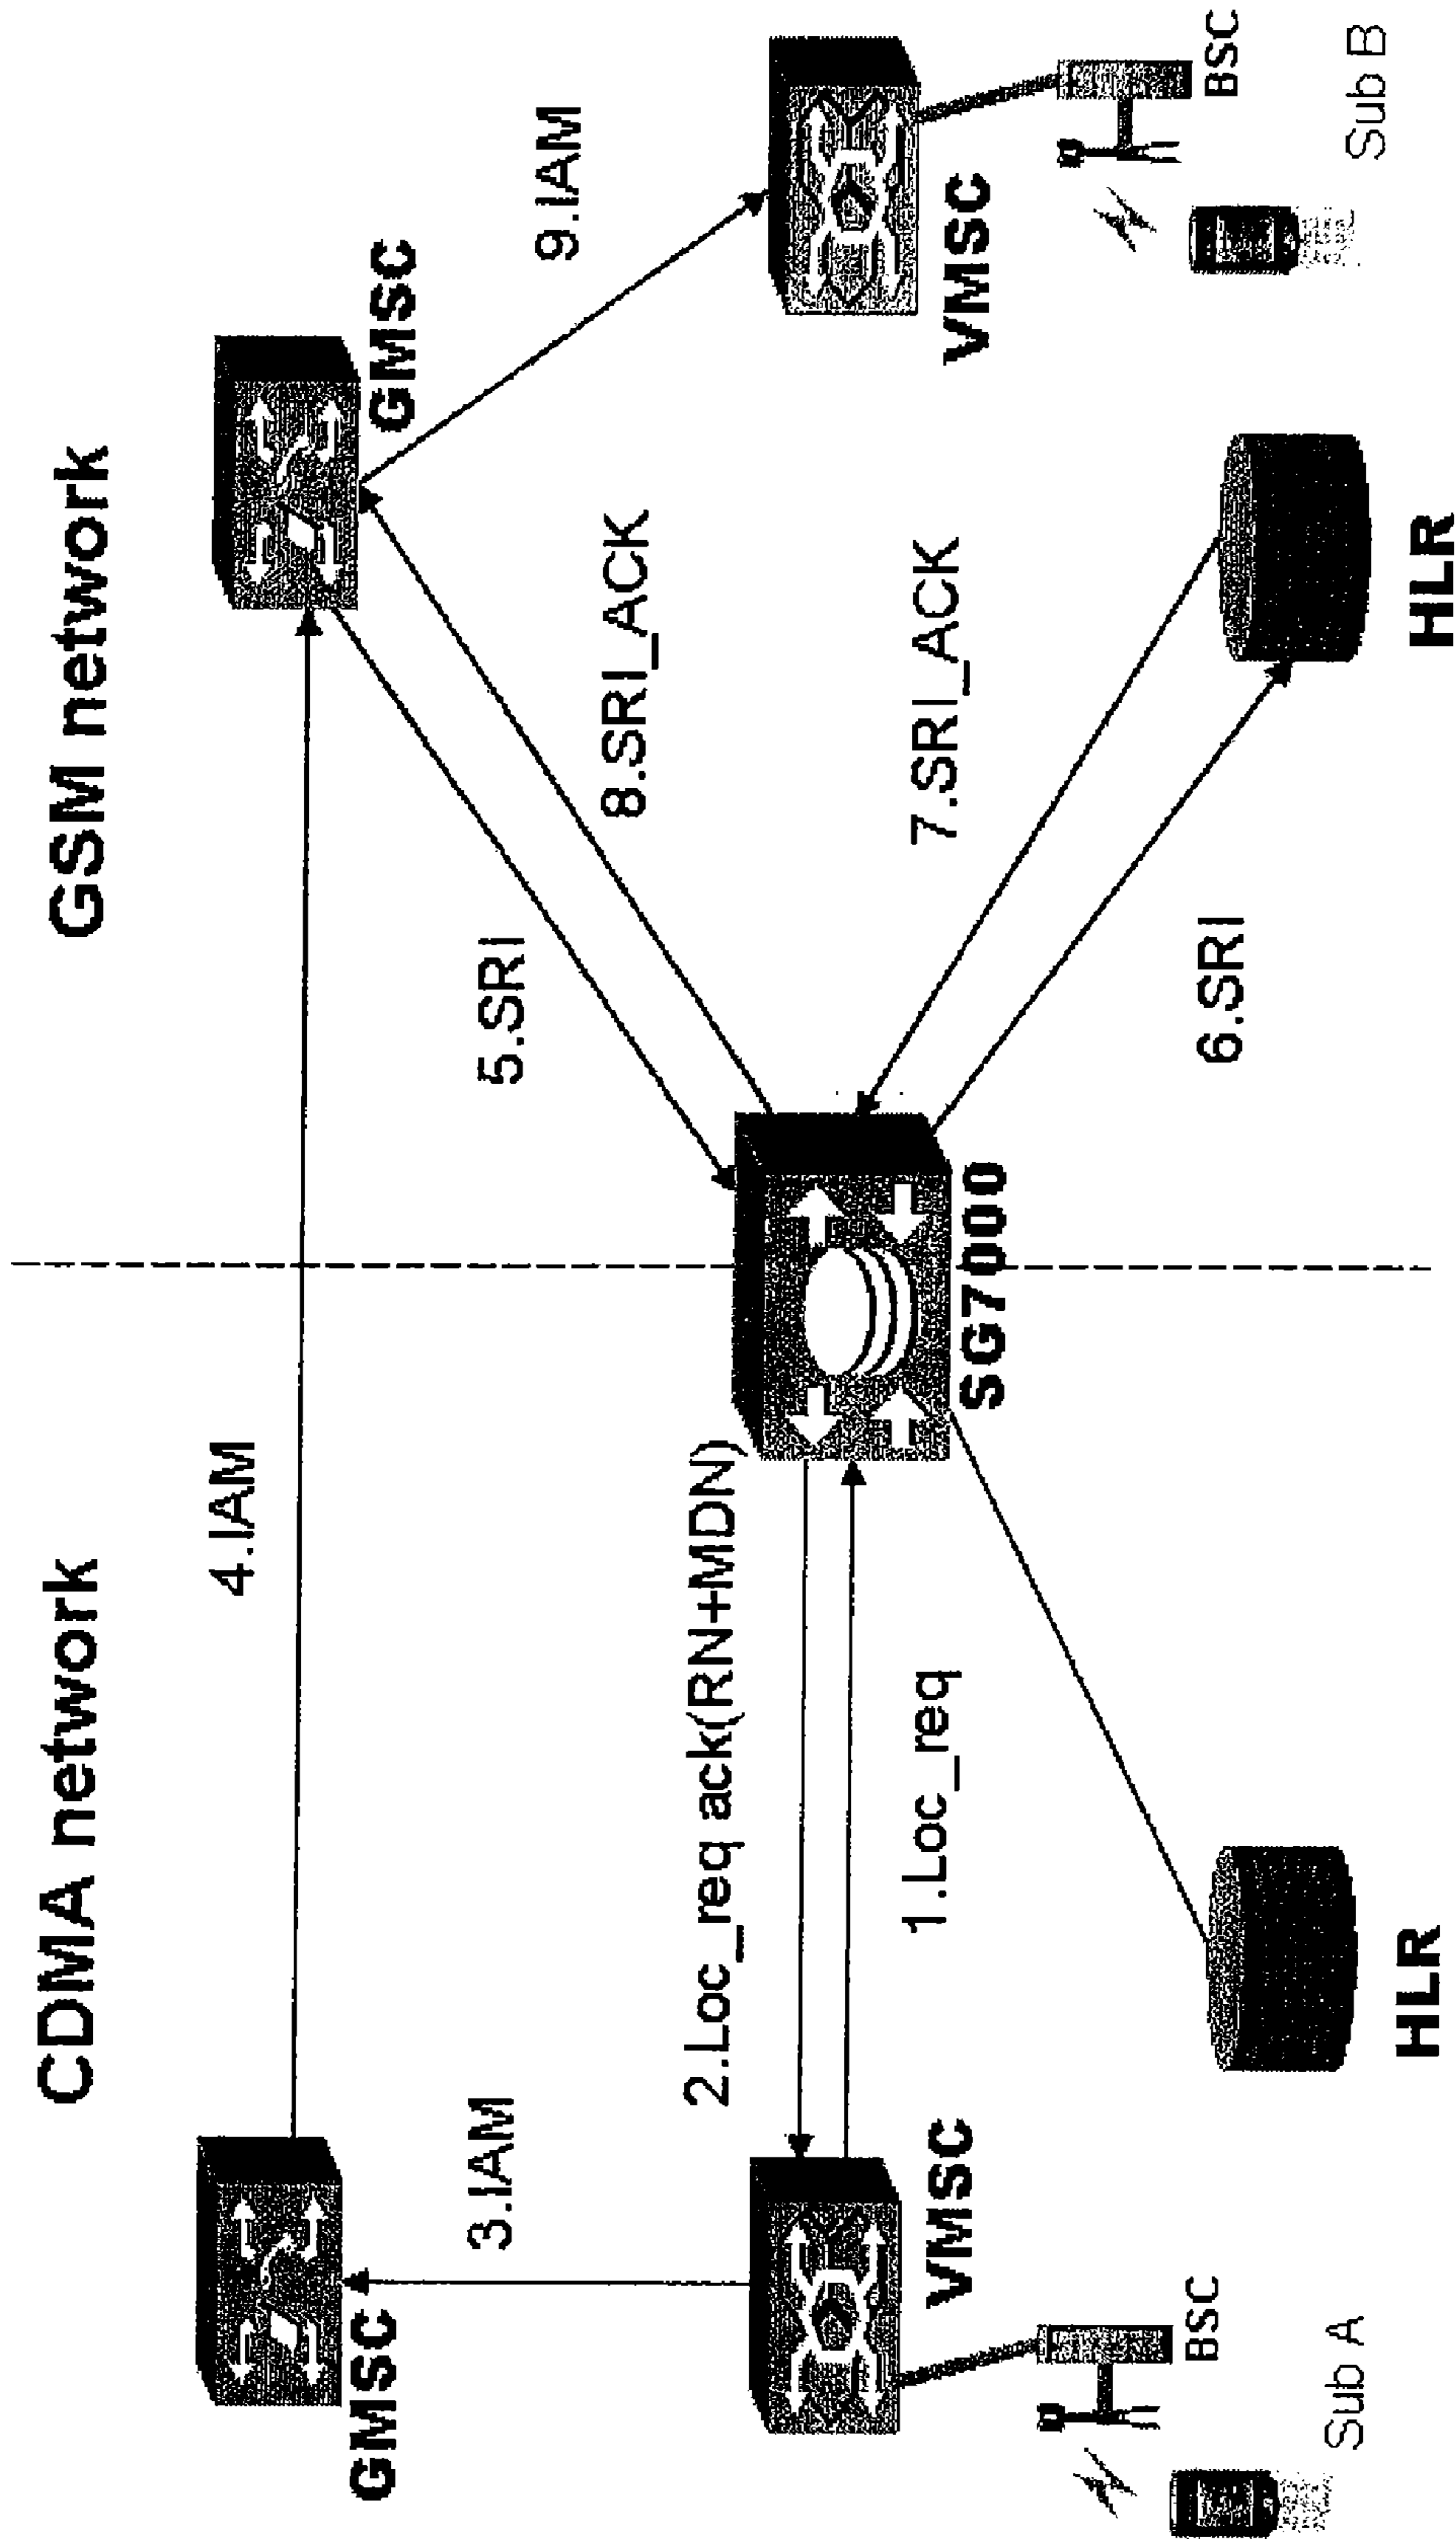 CDMA network
GSM network
4.IAM
GMSC
GMSC
3.IAM
5.SRI
9.IAM
8.SRI_ACK
2.Loc_req ack(RN+MDN)
1.Loc_req
VMSC
SG7000
7.SRI_ACK
VMSC
BSC
6.SRI
BSC
Sub A
HLR
HLR
Sub B